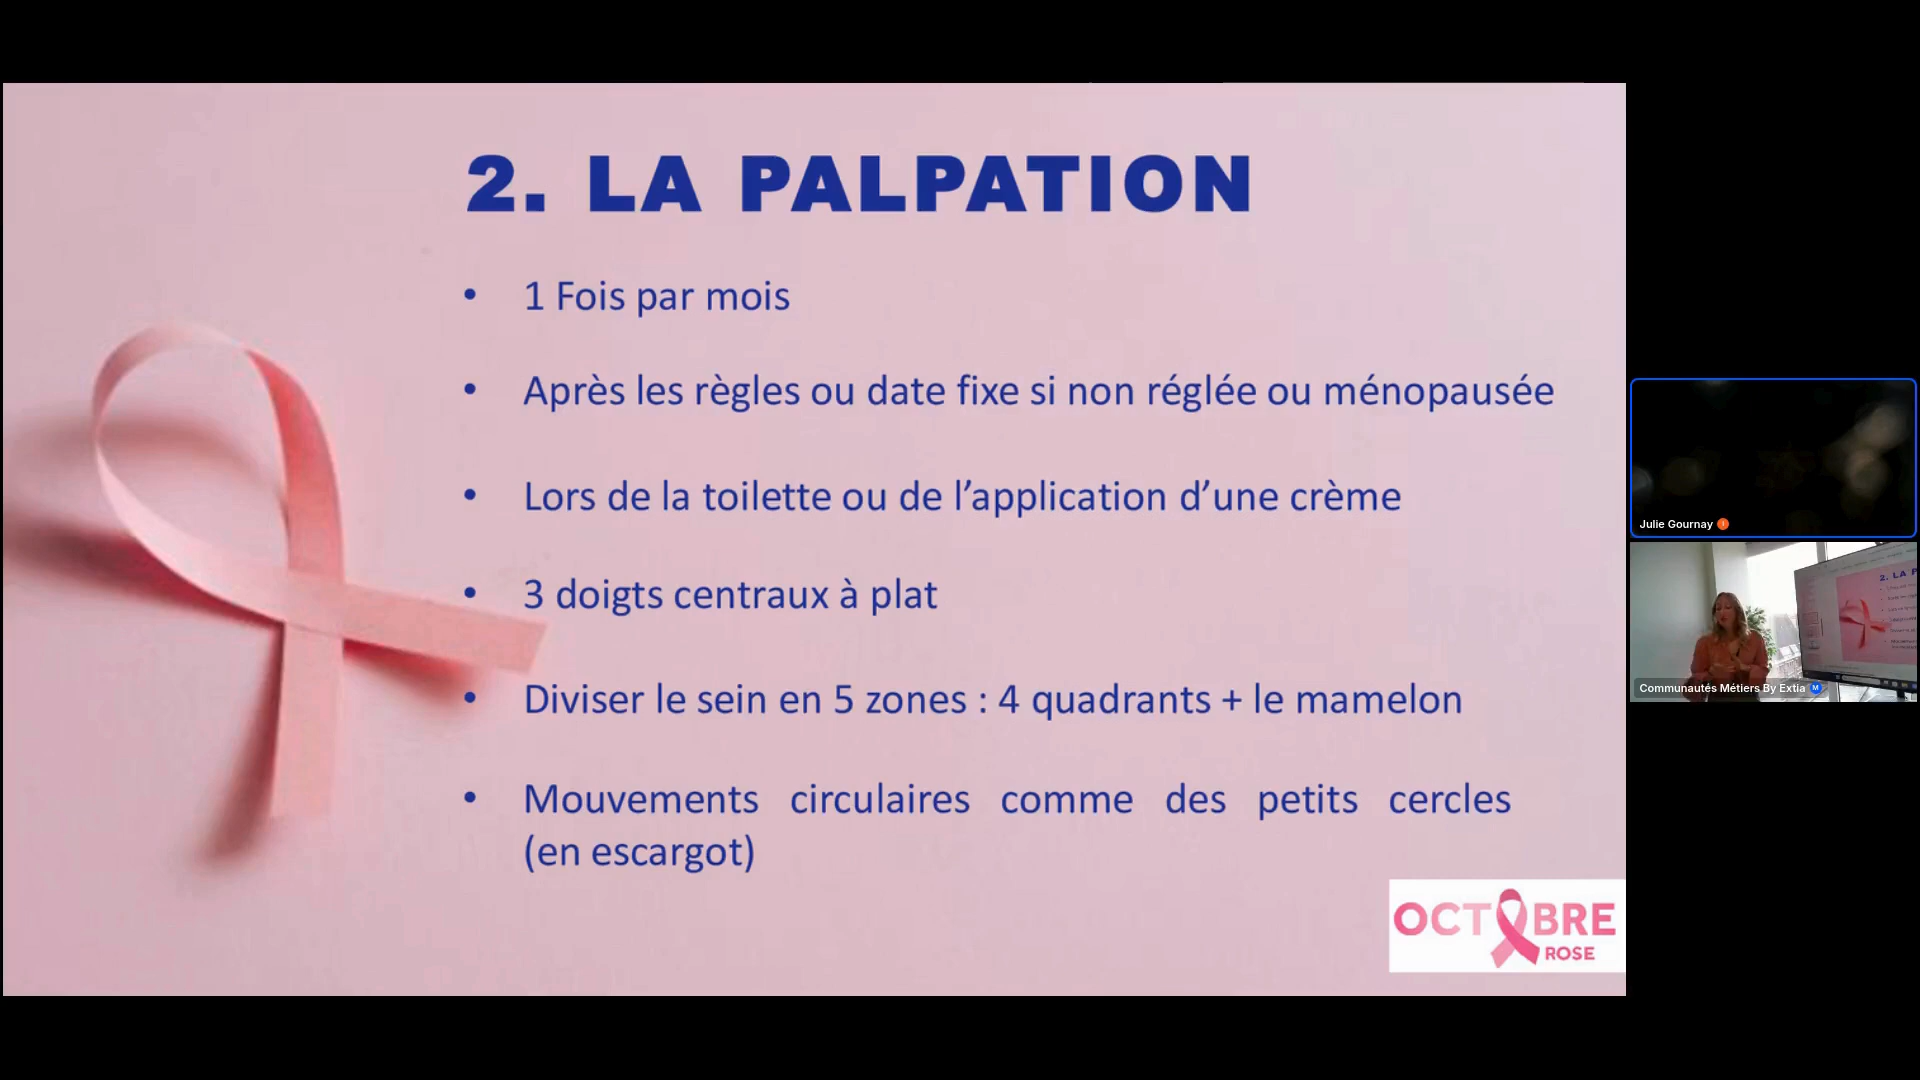 2. LA PALPATION
• 1 Fois par mois
• Après les règles ou date fixe si non réglée ou ménopausée
• Lors de la toilette ou de l’application d’une crème
• 3 doigts centraux à plat
• Diviser le sein en 5 zones : 4 quadrants + le mamelon
• Mouvements circulaires comme des petits cercles
(en escargot)
OCTOBRE
ROSE
Julie Gournay
2. LA P
Communautés Métiers By Extia M